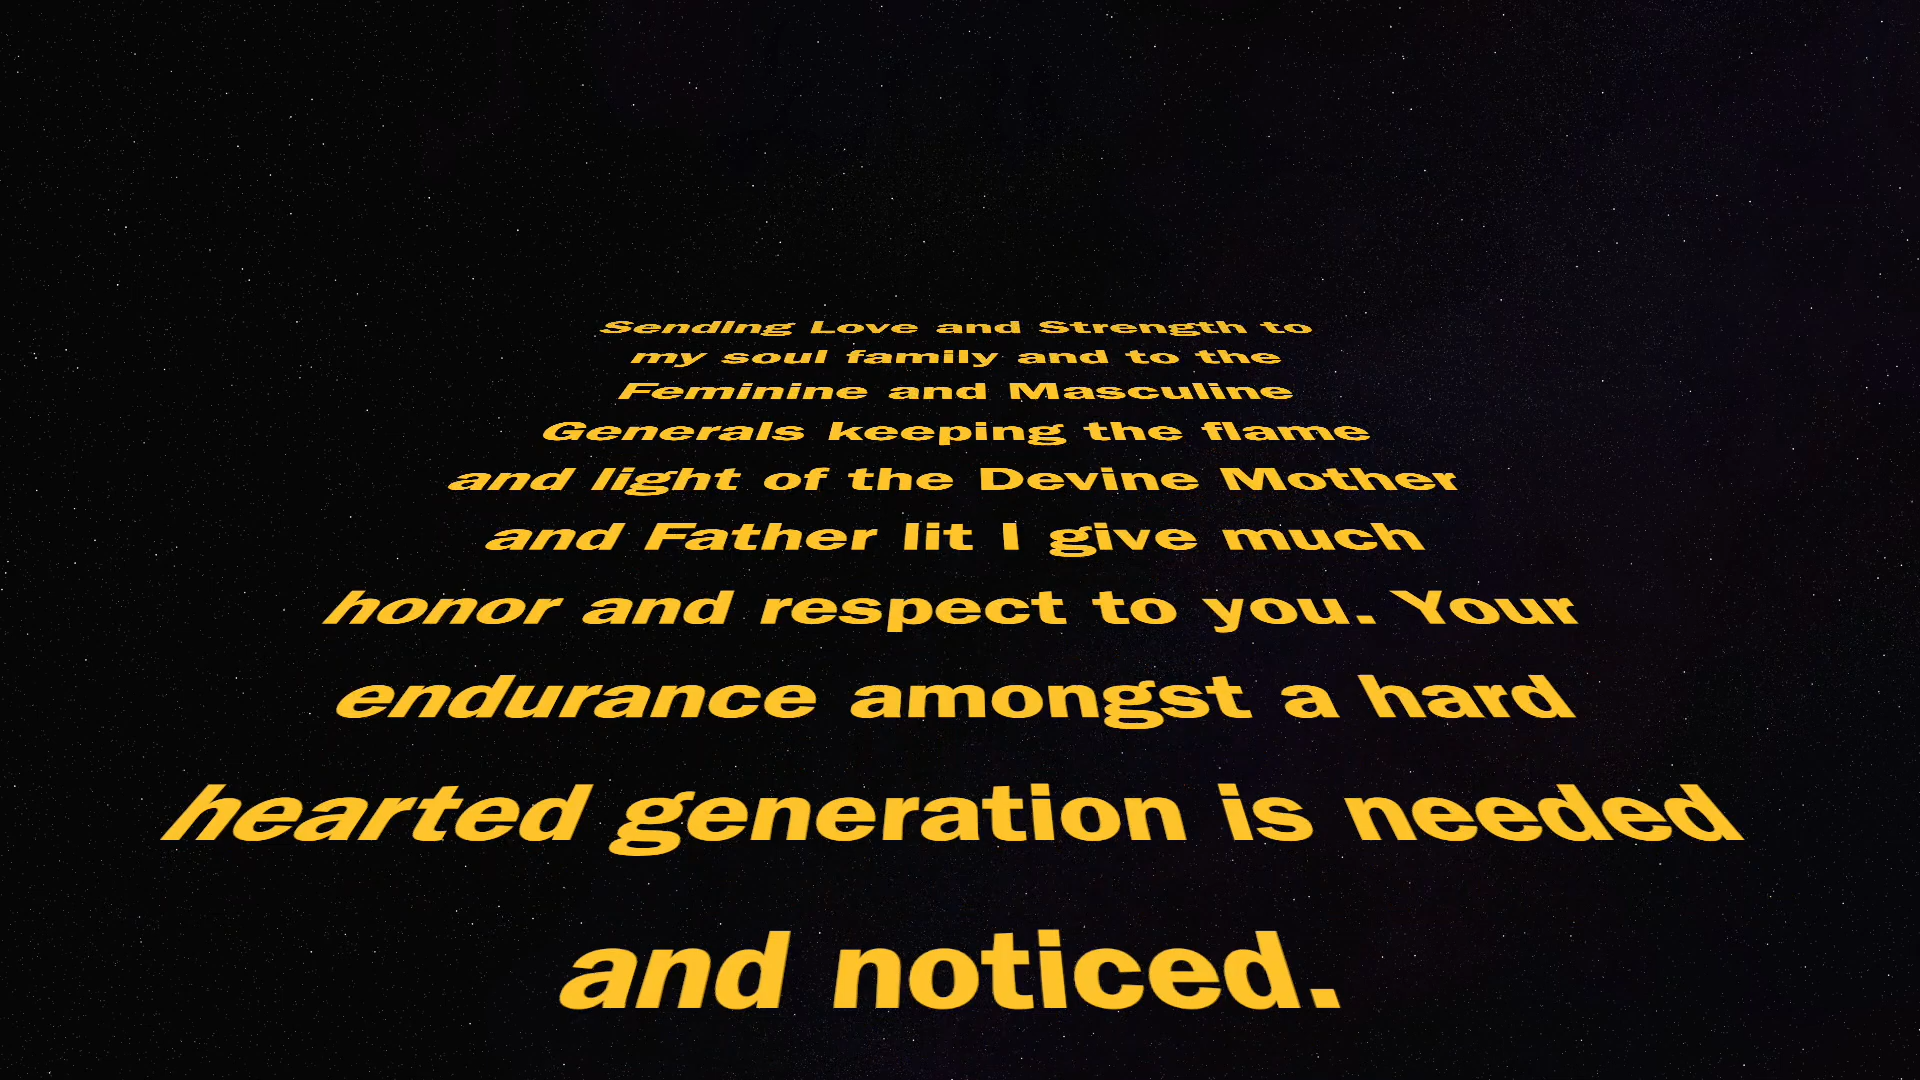 Sending Love and Strength to
my soul family and to the
Feminine and Masculine
Generals keeping the flame
and light of the Devine Mother
and Father lit I give much
honor and respect to you. Your
endurance amongst a hard
hearted generation is needed
and noticed.